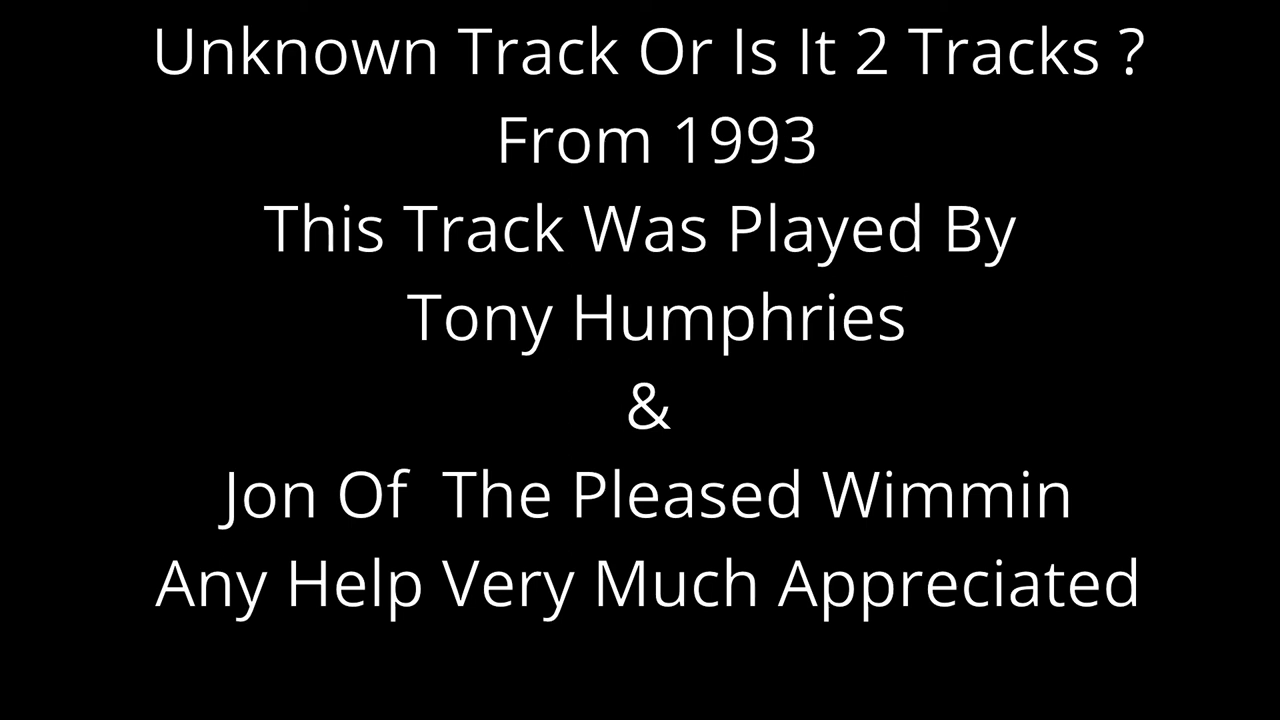 Unknown Track Or Is It 2 Tracks ?
From 1993
This Track Was Played By
Tony Humphries
&
Jon Of The Pleased Wimmin
Any Help Very Much Appreciated